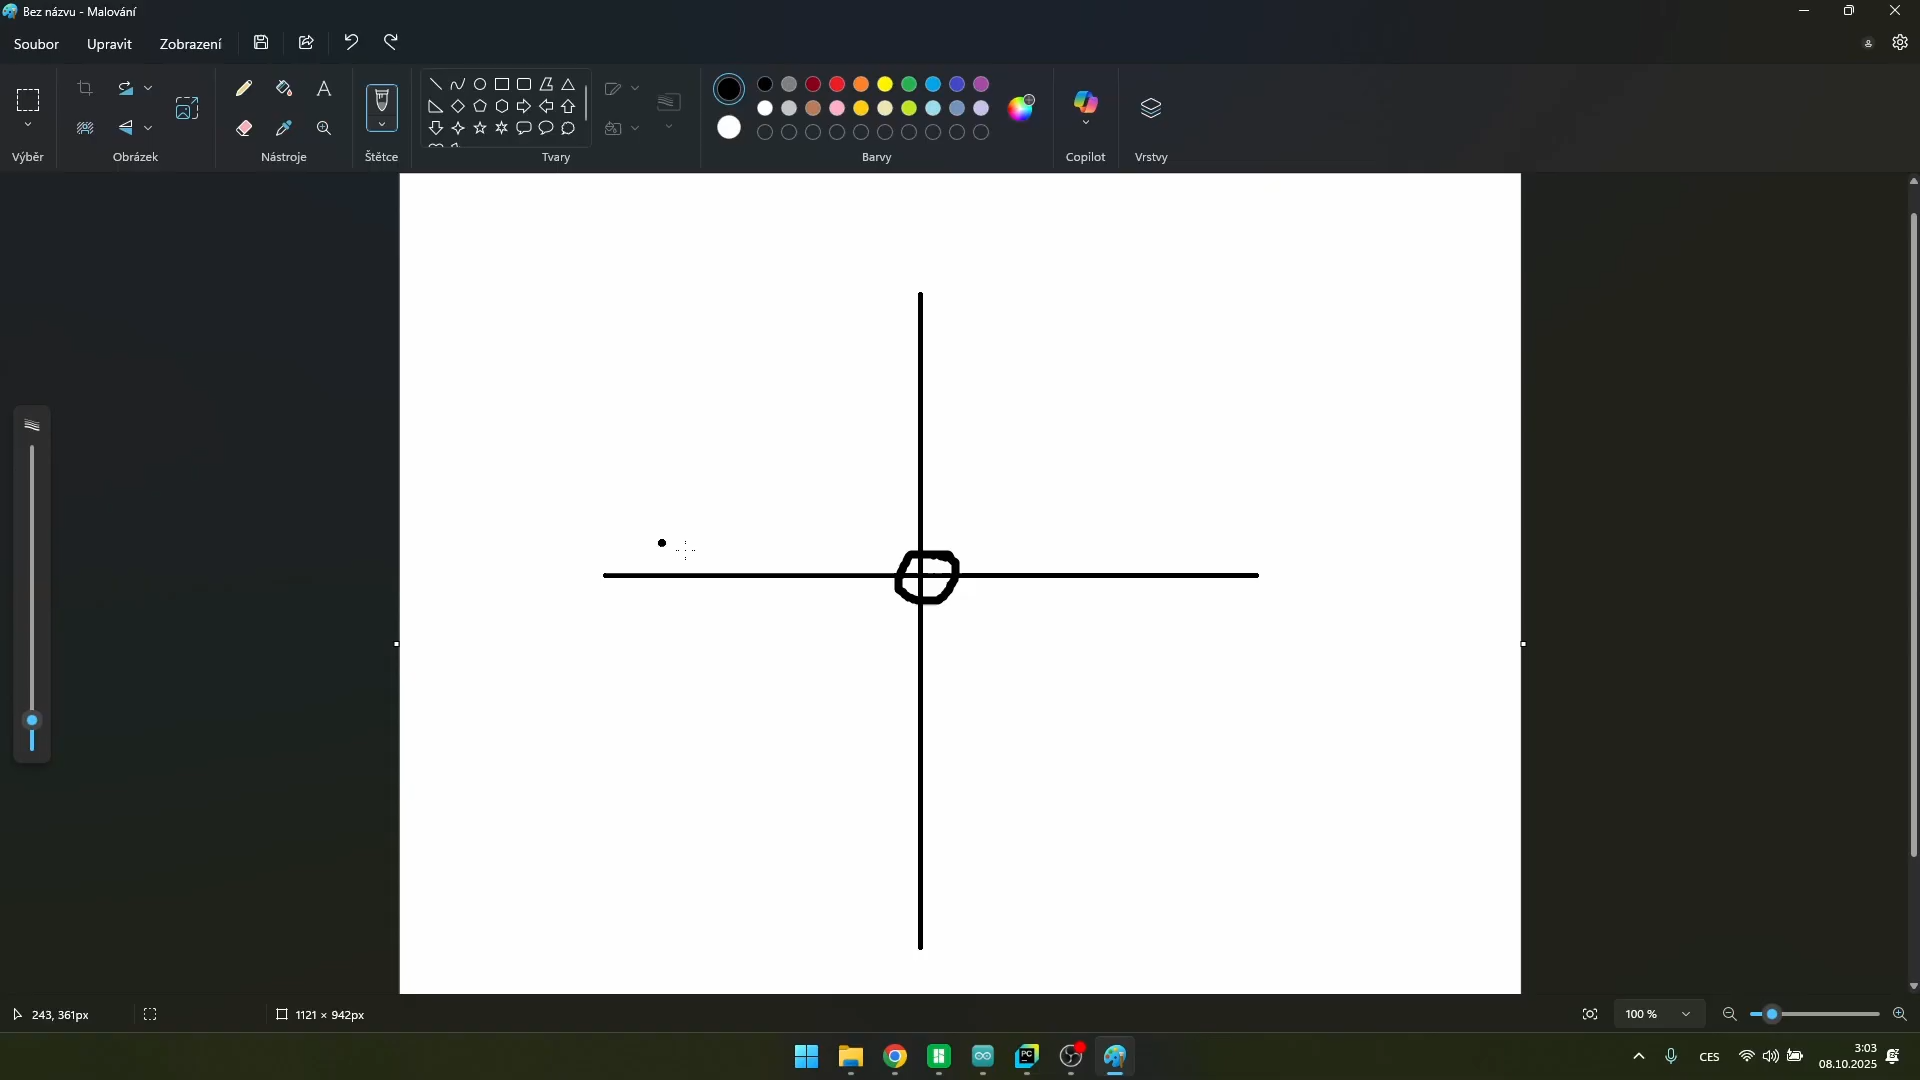 Bez názvu - Malování
Soubor
Upravit
Zobrazení
A
Výběr
Obrázek
Nástroje
Štětce
Tvary
Barvy
Copilot
Vrstvy
243, 361px
1121 × 942px
100 %
PC
CES
3:03
08.10.2025